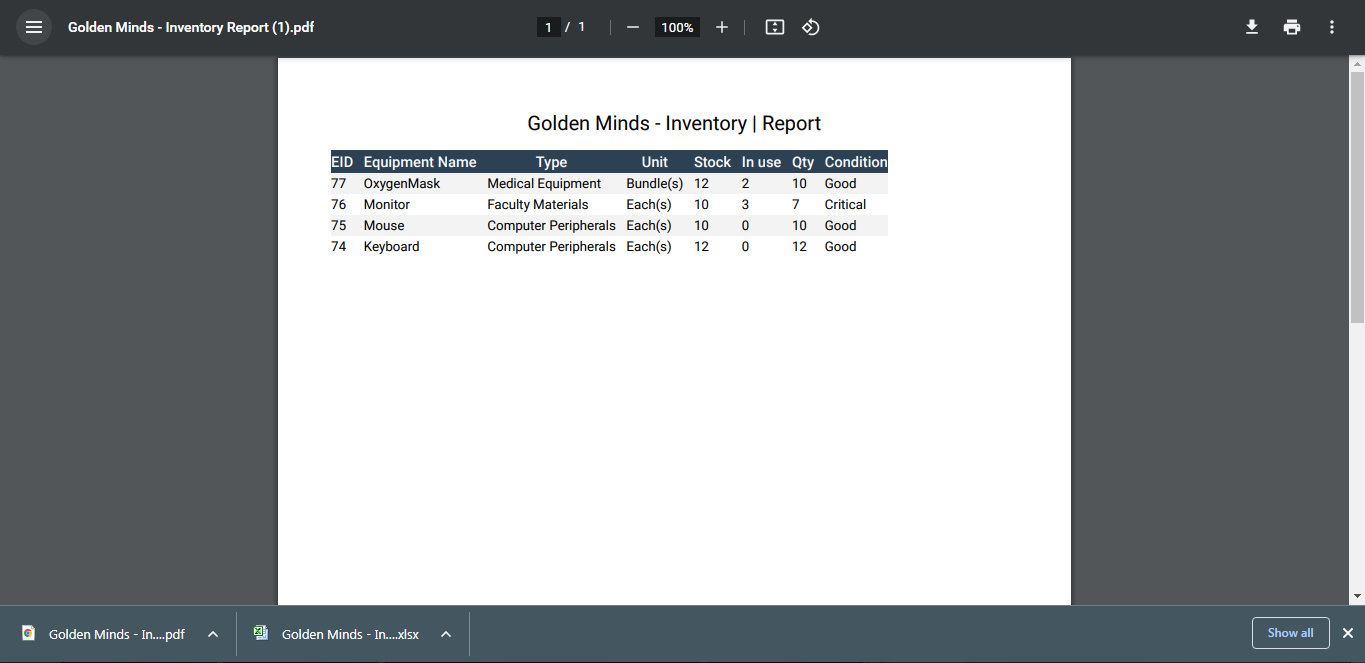 Golden Minds - Inventory Report (1).pdf
1 / 1
100%
Golden Minds - Inventory | Report
EID Equipment Name Type Unit Stock In use Qty Condition
77 OxygenMask Medical Equipment Bundle(s) 12 2 10 Good
76 Monitor Faculty Materials Each(s) 10 3 7 Critical
75 Mouse Computer Peripherals Each(s) 10 0 10 Good
74 Keyboard Computer Peripherals Each(s) 12 0 12 Good
Golden Minds - In....pdf
Golden Minds - In....xlsx
Show all